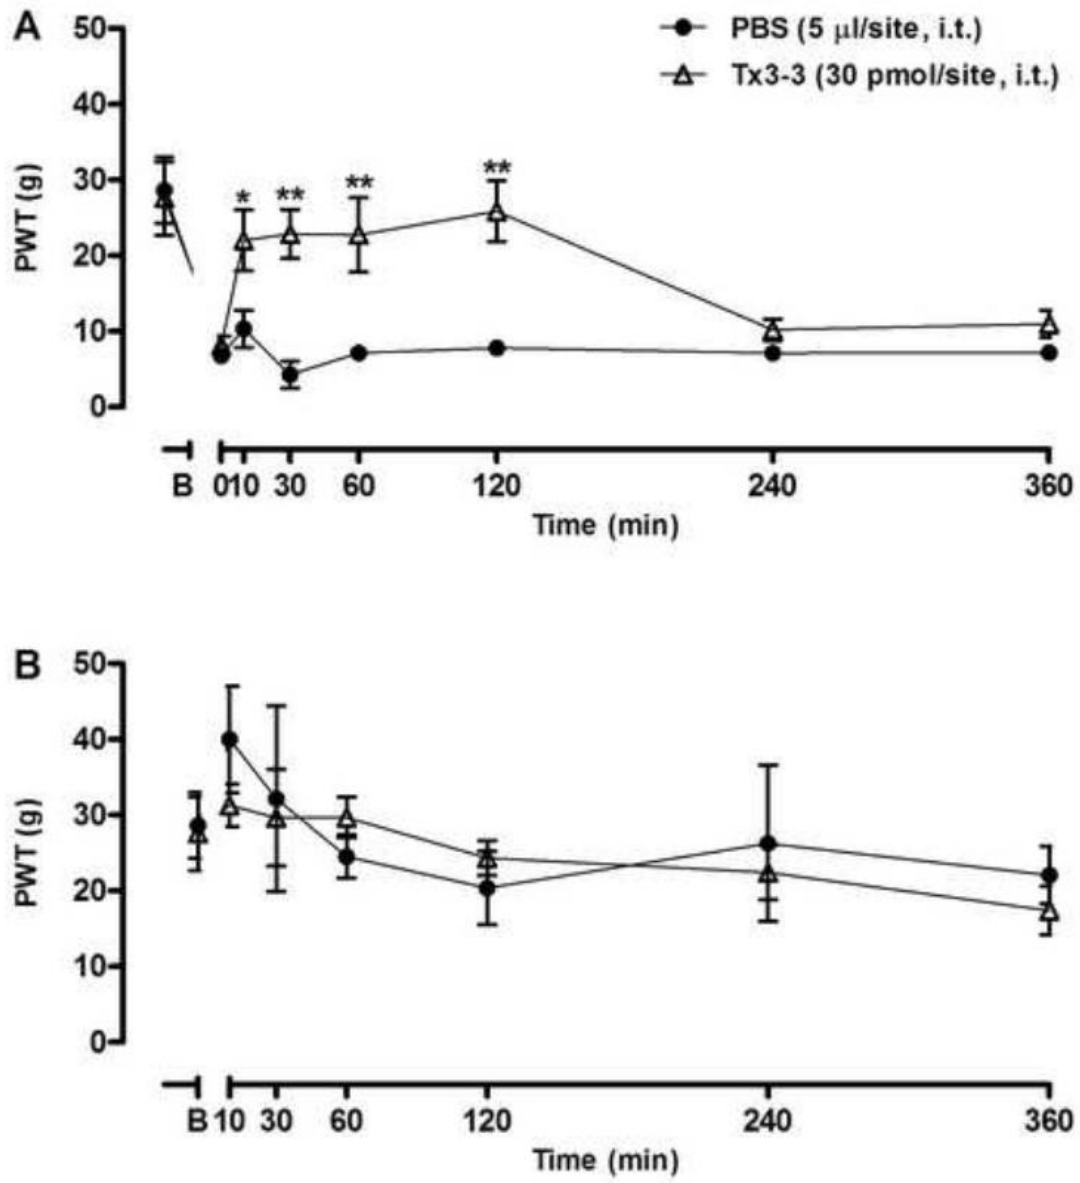 A
50
40
30
20
10
0
PWT (g)
PBS (5 μl/site, i.t.)
Tx3-3 (30 pmol/site, i.t.)
*
**
**
**
B 0 10 30 60 120 240 360
Time (min)
B
50
40
30
20
10
0
PWT (g)
B 10 30 60 120 240 360
Time (min)